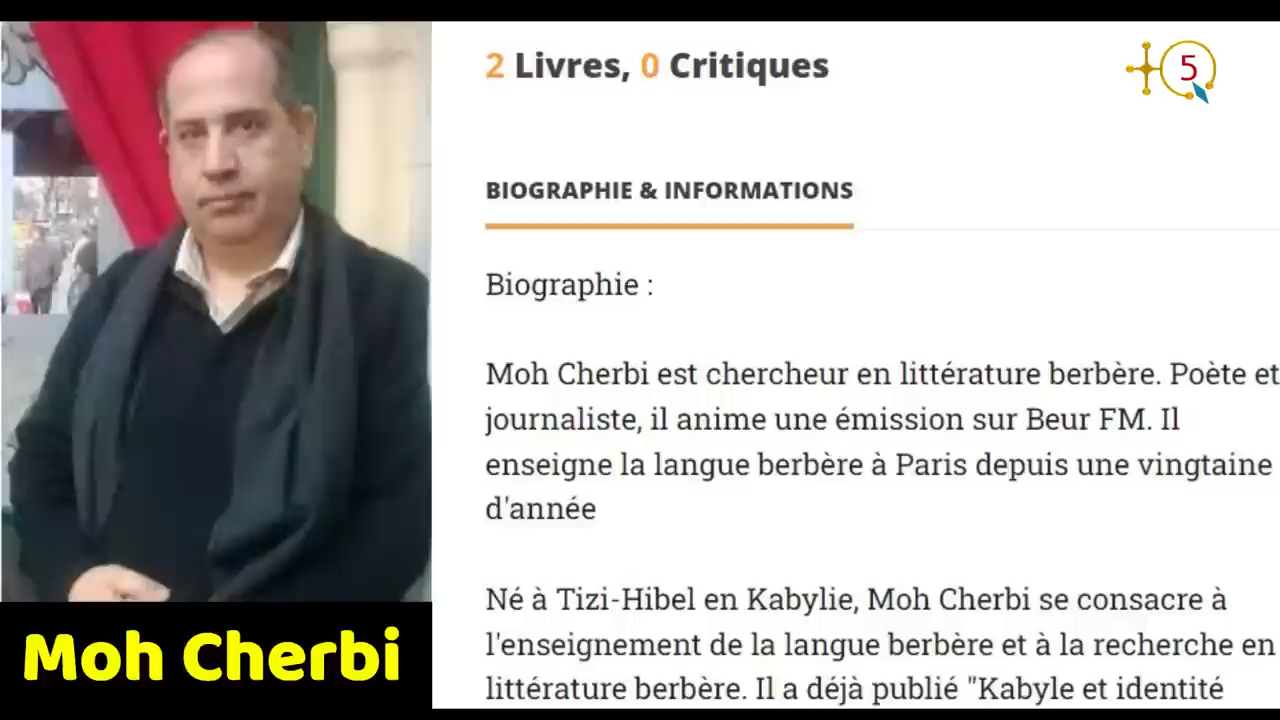 2 Livres, 0 Critiques
5
BIOGRAPHIE & INFORMATIONS
Biographie :
Moh Cherbi est chercheur en littérature berbère. Poète et
journaliste, il anime une émission sur Beur FM. Il
enseigne la langue berbère à Paris depuis une vingtaine
d'année
Né à Tizi-Hibel en Kabylie, Moh Cherbi se consacre à
l'enseignement de la langue berbère et à la recherche en
littérature berbère. Il a déjà publié "Kabyle et identité
Moh Cherbi